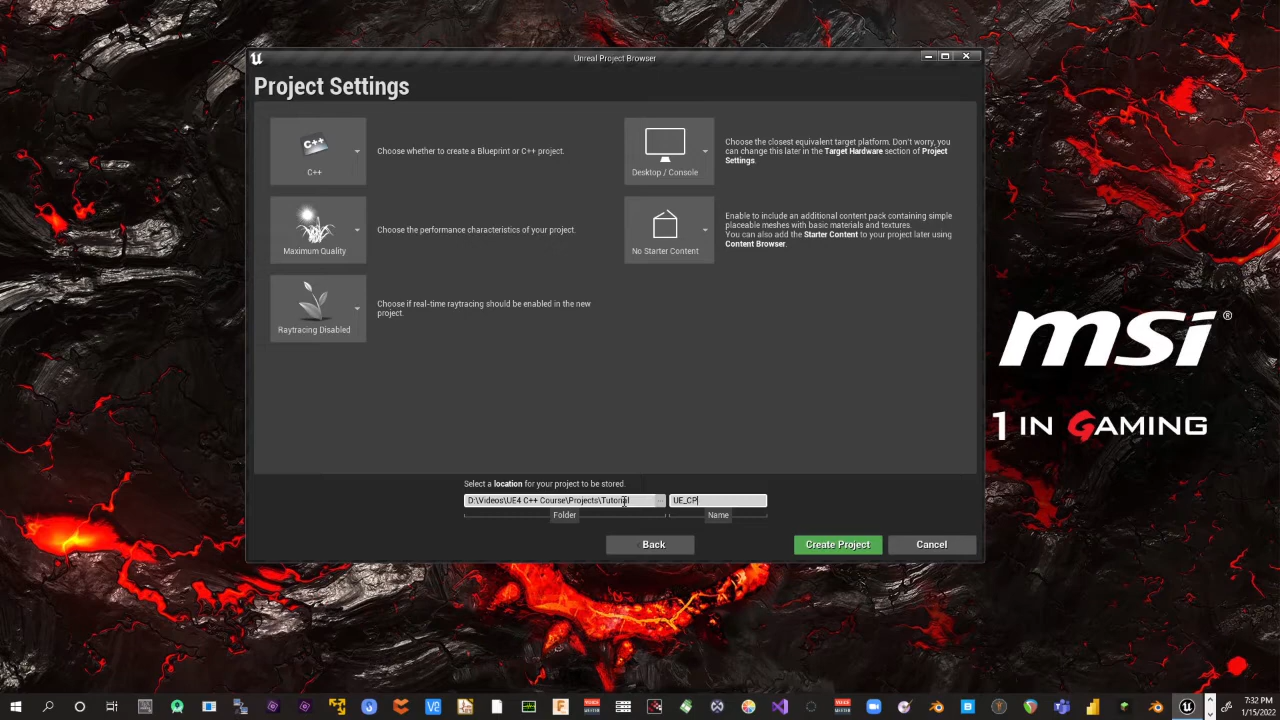 Unreal Project Browser
Project Settings
C++
C++
Choose whether to create a Blueprint or C++ project.
Desktop / Console
Choose the closest equivalent target platform. Don't worry, you
can change this later in the Target Hardware section of Project
Settings.
Maximum Quality
Choose the performance characteristics of your project.
No Starter Content
Enable to include an additional content pack containing simple
placeable meshes with basic materials and textures.
You can also add the Starter Content to your project later using
Content Browser.
Raytracing Disabled
Choose if real-time raytracing should be enabled in the new
project.
msi®
1 IN GAMING
Select a location for your project to be stored.
D:\Videos\UE4 C++ Course\Projects\Tutorial
...
UE_CP
Folder
Name
Back
Create Project
Cancel
7:32 PM
1/15/2022